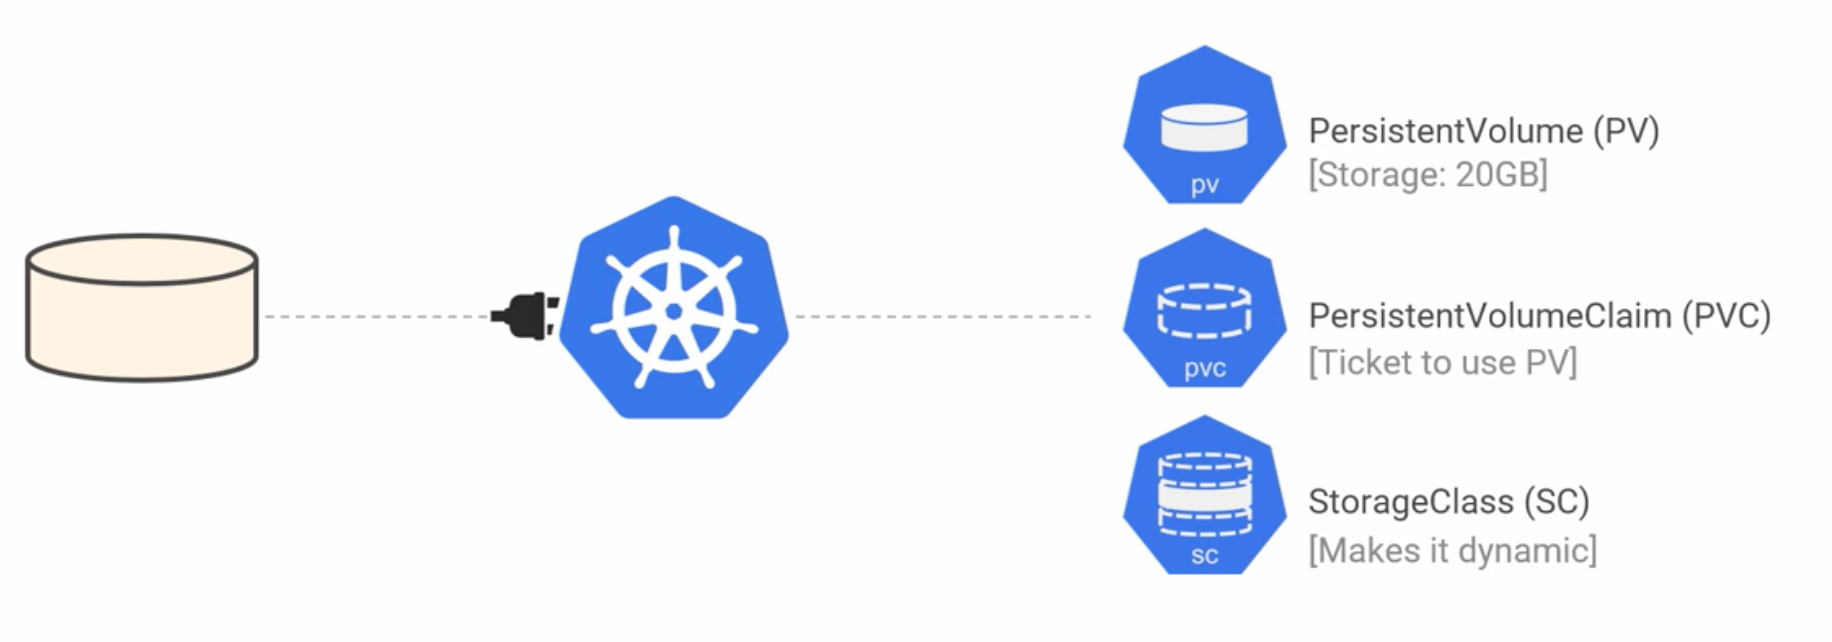 pv
PersistentVolume (PV)
[Storage: 20GB]
pvc
PersistentVolumeClaim (PVC)
[Ticket to use PV]
sc
StorageClass (SC)
[Makes it dynamic]